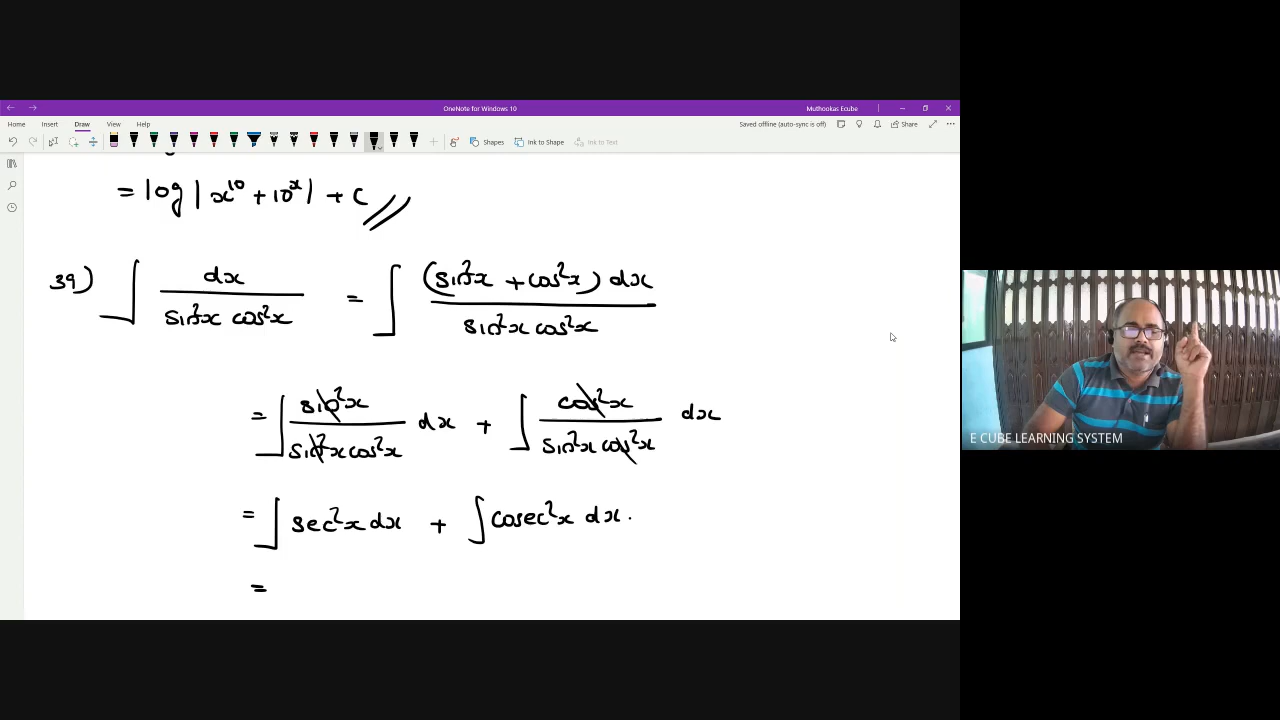 OneNote for Windows 10
Muthookas Ecube
Home Insert Draw View Help
Saved offline (auto-sync is off) Share
Shapes Ink to Shape Ink to Text
= log |x¹⁰ + 10ˣ| + C //
39) ∫ dx / (sin²x cos²x) = ∫ (sin²x + cos²x) dx / (sin²x cos²x)
= ∫ sin²x / (sin²x cos²x) dx + ∫ cos²x / (sin²x cos²x) dx
= ∫ sec²x dx + ∫ cosec²x dx.
=
E CUBE LEARNING SYSTEM